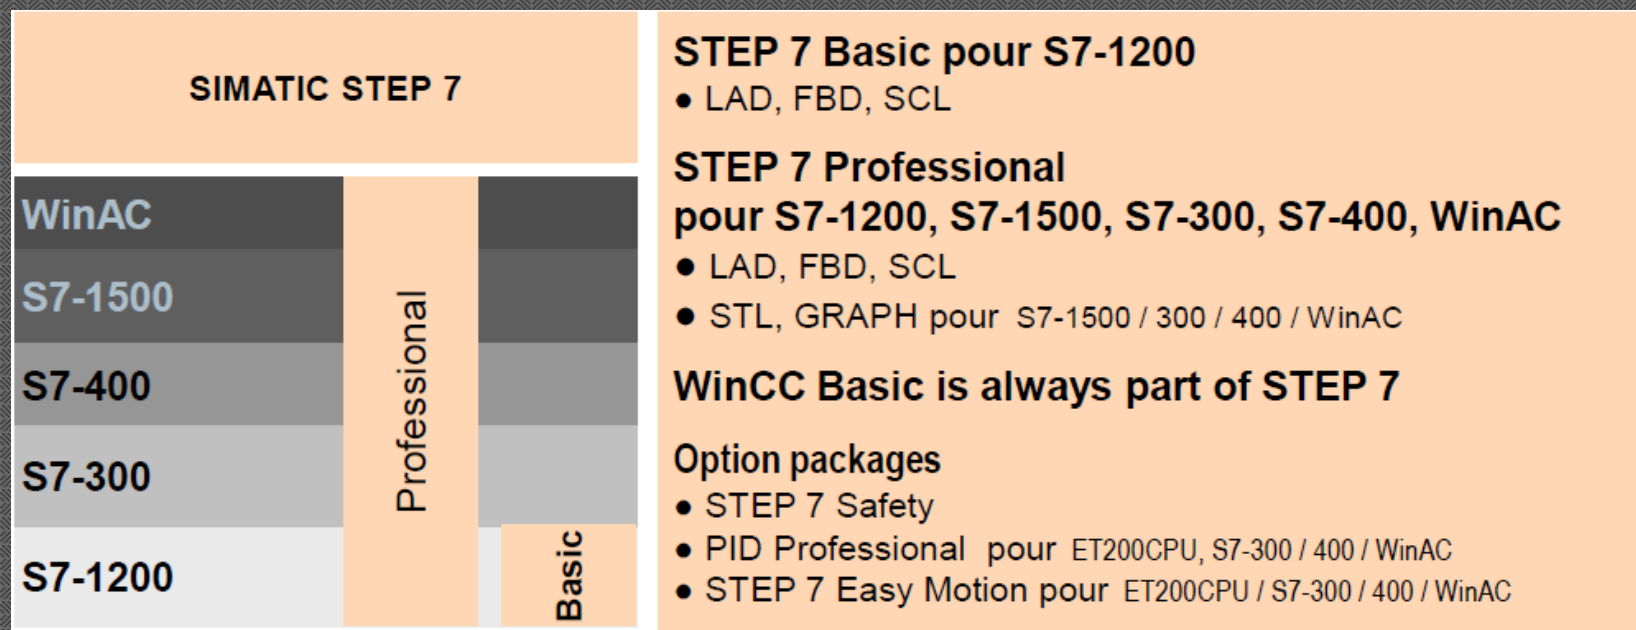 SIMATIC STEP 7
WinAC
S7-1500
S7-400
S7-300
S7-1200
Professional
Basic
STEP 7 Basic pour S7-1200
● LAD, FBD, SCL
STEP 7 Professional
pour S7-1200, S7-1500, S7-300, S7-400, WinAC
● LAD, FBD, SCL
● STL, GRAPH pour S7-1500 / 300 / 400 / WinAC
WinCC Basic is always part of STEP 7
Option packages
● STEP 7 Safety
● PID Professional pour ET200CPU, S7-300 / 400 / WinAC
● STEP 7 Easy Motion pour ET200CPU / S7-300 / 400 / WinAC